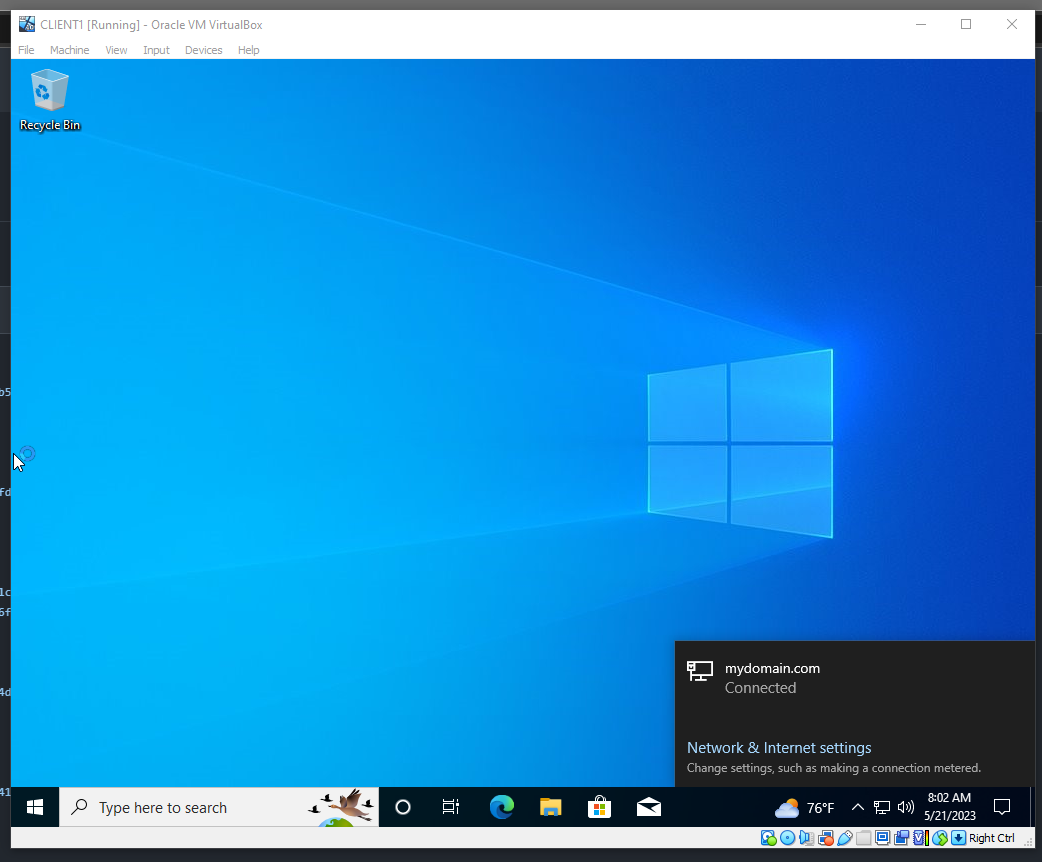 CLIENT1 [Running] - Oracle VM VirtualBox
File Machine View Input Devices Help
Recycle Bin
b5
fd
1c
6f
4d
41
mydomain.com
Connected
Network & Internet settings
Change settings, such as making a connection metered.
Type here to search
76°F
8:02 AM
5/21/2023
Right Ctrl